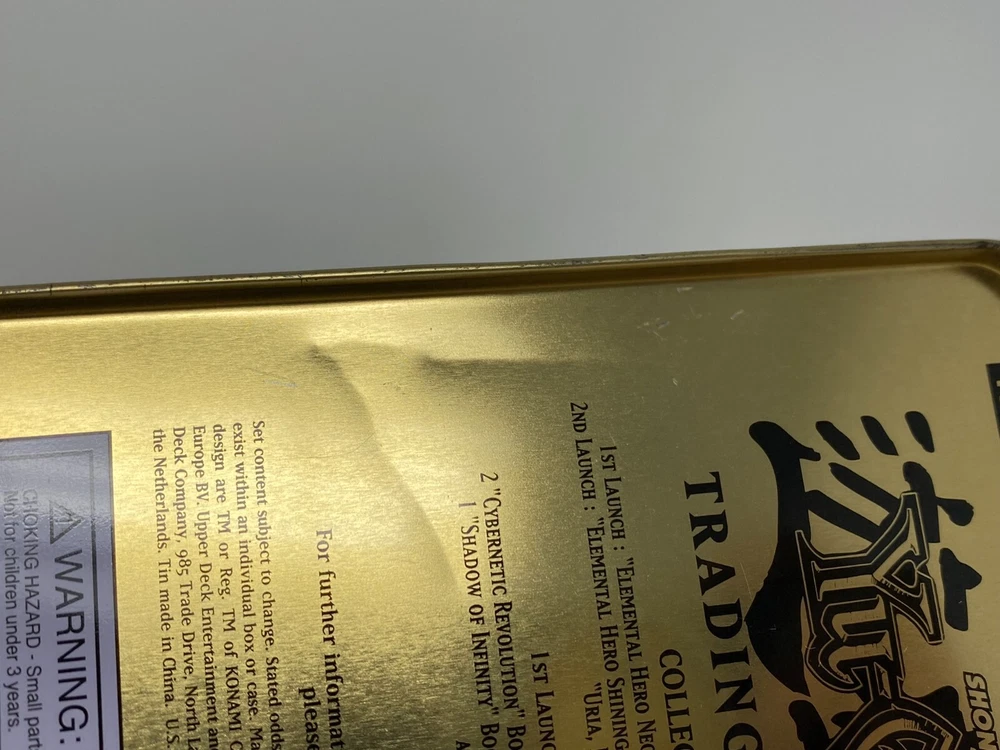 SHON
遊
Yu-G
TRADING
COLLEC
1ST LAUNCH : "ELEMENTAL HERO NEO
2ND LAUNCH : "ELEMENTAL HERO SHINING
"URIA,
1ST LAUNC
2 "CYBERNETIC REVOLUTION" BO
1 "SHADOW OF INFINITY" BO
A
For further informat
please
Set content subject to change. Stated odds
exist within an individual box or case. Ma
design are TM or Reg. TM of KONAMI C
Europe BV. Upper Deck Entertainment an
Deck Company, 985 Trade Drive, North La
the Netherlands. Tin made in China. U.S.
⚠WARNING:
CHOKING HAZARD - Small part
Not for children under 3 years.